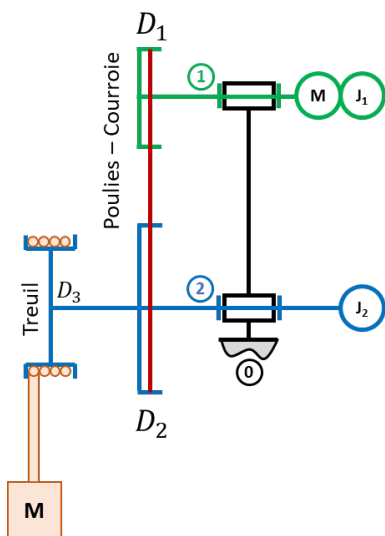 D₁
1
M
J₁
Poulies – Courroie
Treuil
D₃
2
J₂
0
D₂
M